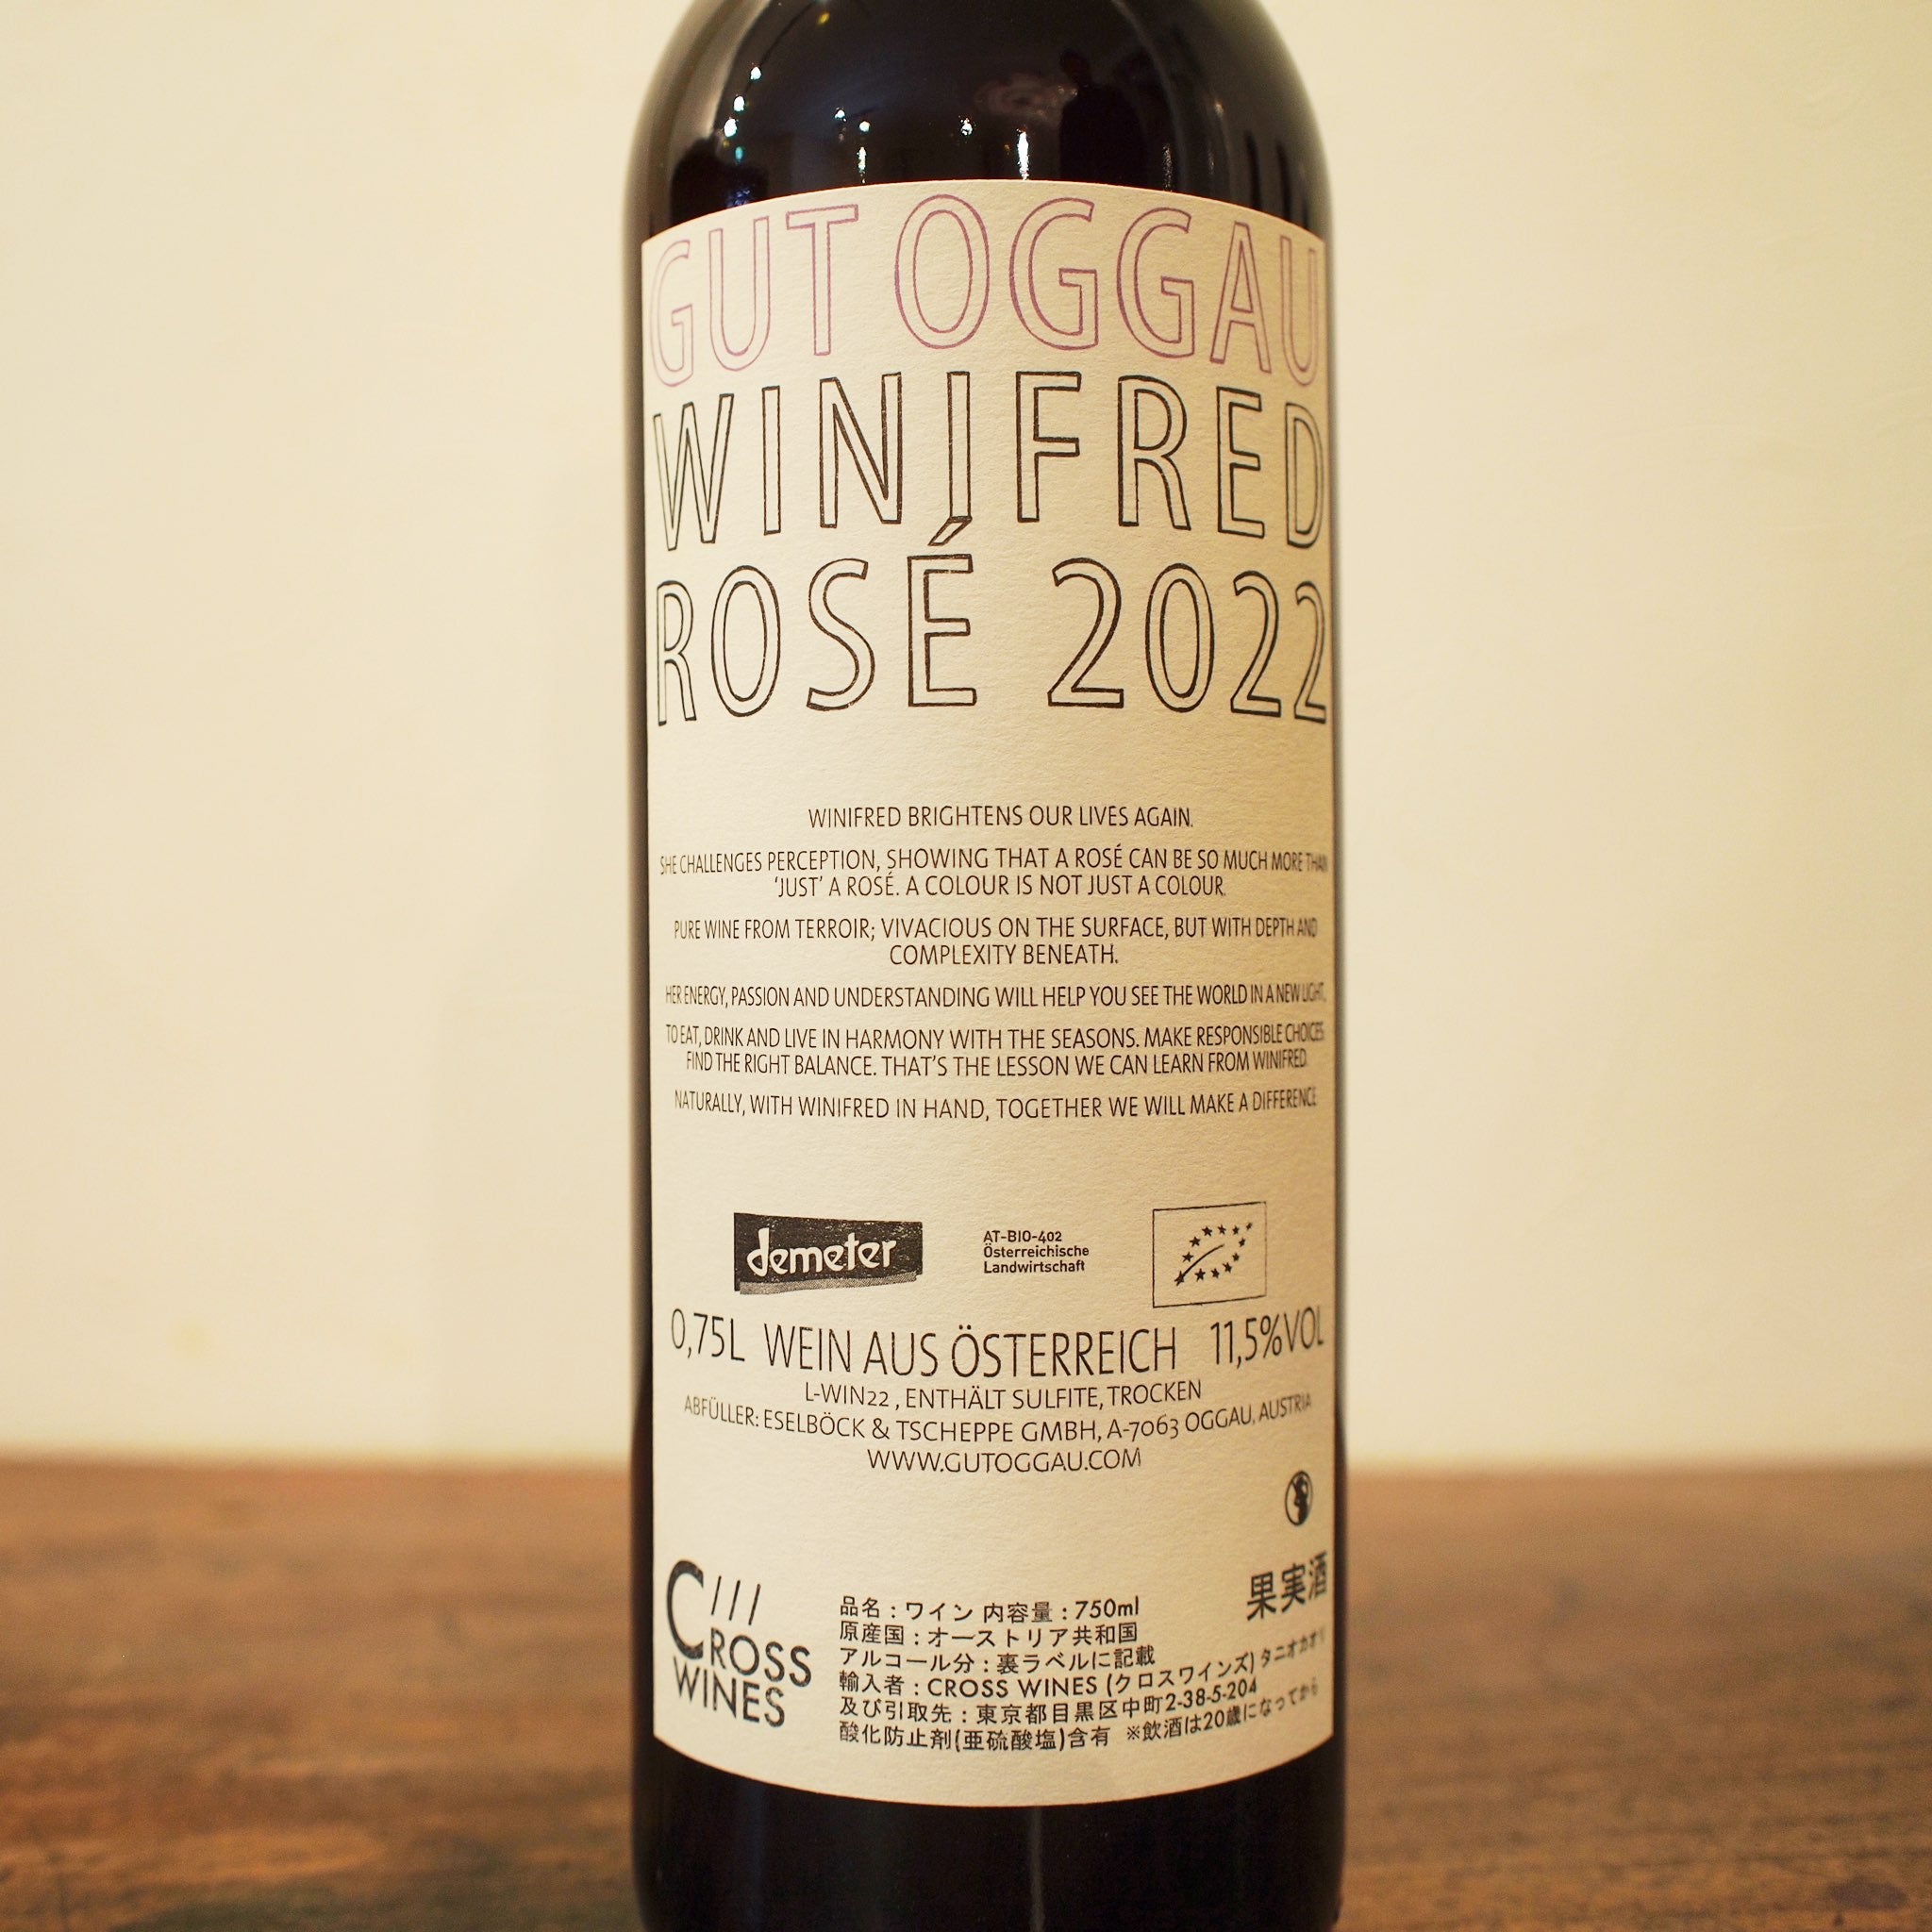 GUT OGGAU
WINIFRED
ROSÉ 2022
WINIFRED BRIGHTENS OUR LIVES AGAIN.
SHE CHALLENGES PERCEPTION, SHOWING THAT A ROSÉ CAN BE SO MUCH MORE THAN
‘JUST’ A ROSÉ. A COLOUR IS NOT JUST A COLOUR.
PURE WINE FROM TERROIR; VIVACIOUS ON THE SURFACE, BUT WITH DEPTH AND
COMPLEXITY BENEATH.
HER ENERGY, PASSION AND UNDERSTANDING WILL HELP YOU SEE THE WORLD IN A NEW LIGHT,
TO EAT, DRINK AND LIVE IN HARMONY WITH THE SEASONS. MAKE RESPONSIBLE CHOICES.
FIND THE RIGHT BALANCE. THAT’S THE LESSON WE CAN LEARN FROM WINIFRED.
NATURALLY, WITH WINIFRED IN HAND, TOGETHER WE WILL MAKE A DIFFERENCE.
demeter
AT-BIO-402
Österreichische
Landwirtschaft
0,75L WEIN AUS ÖSTERREICH 11,5%VOL
L-WIN22 , ENTHÄLT SULFITE, TROCKEN
ABFÜLLER: ESELBÖCK & TSCHEPPE GMBH, A-7063 OGGAU, AUSTRIA
WWW.GUTOGGAU.COM
CROSS
WINES
果実酒
品名 : ワイン 内容量 : 750ml
原産国 : オーストリア共和国
アルコール分 : 裏ラベルに記載
輸入者 : CROSS WINES (クロスワインズ) タニオカオリ
及び引取先 : 東京都目黒区中町2-38-5-204
酸化防止剤(亜硫酸塩)含有 ※飲酒は20歳になってから